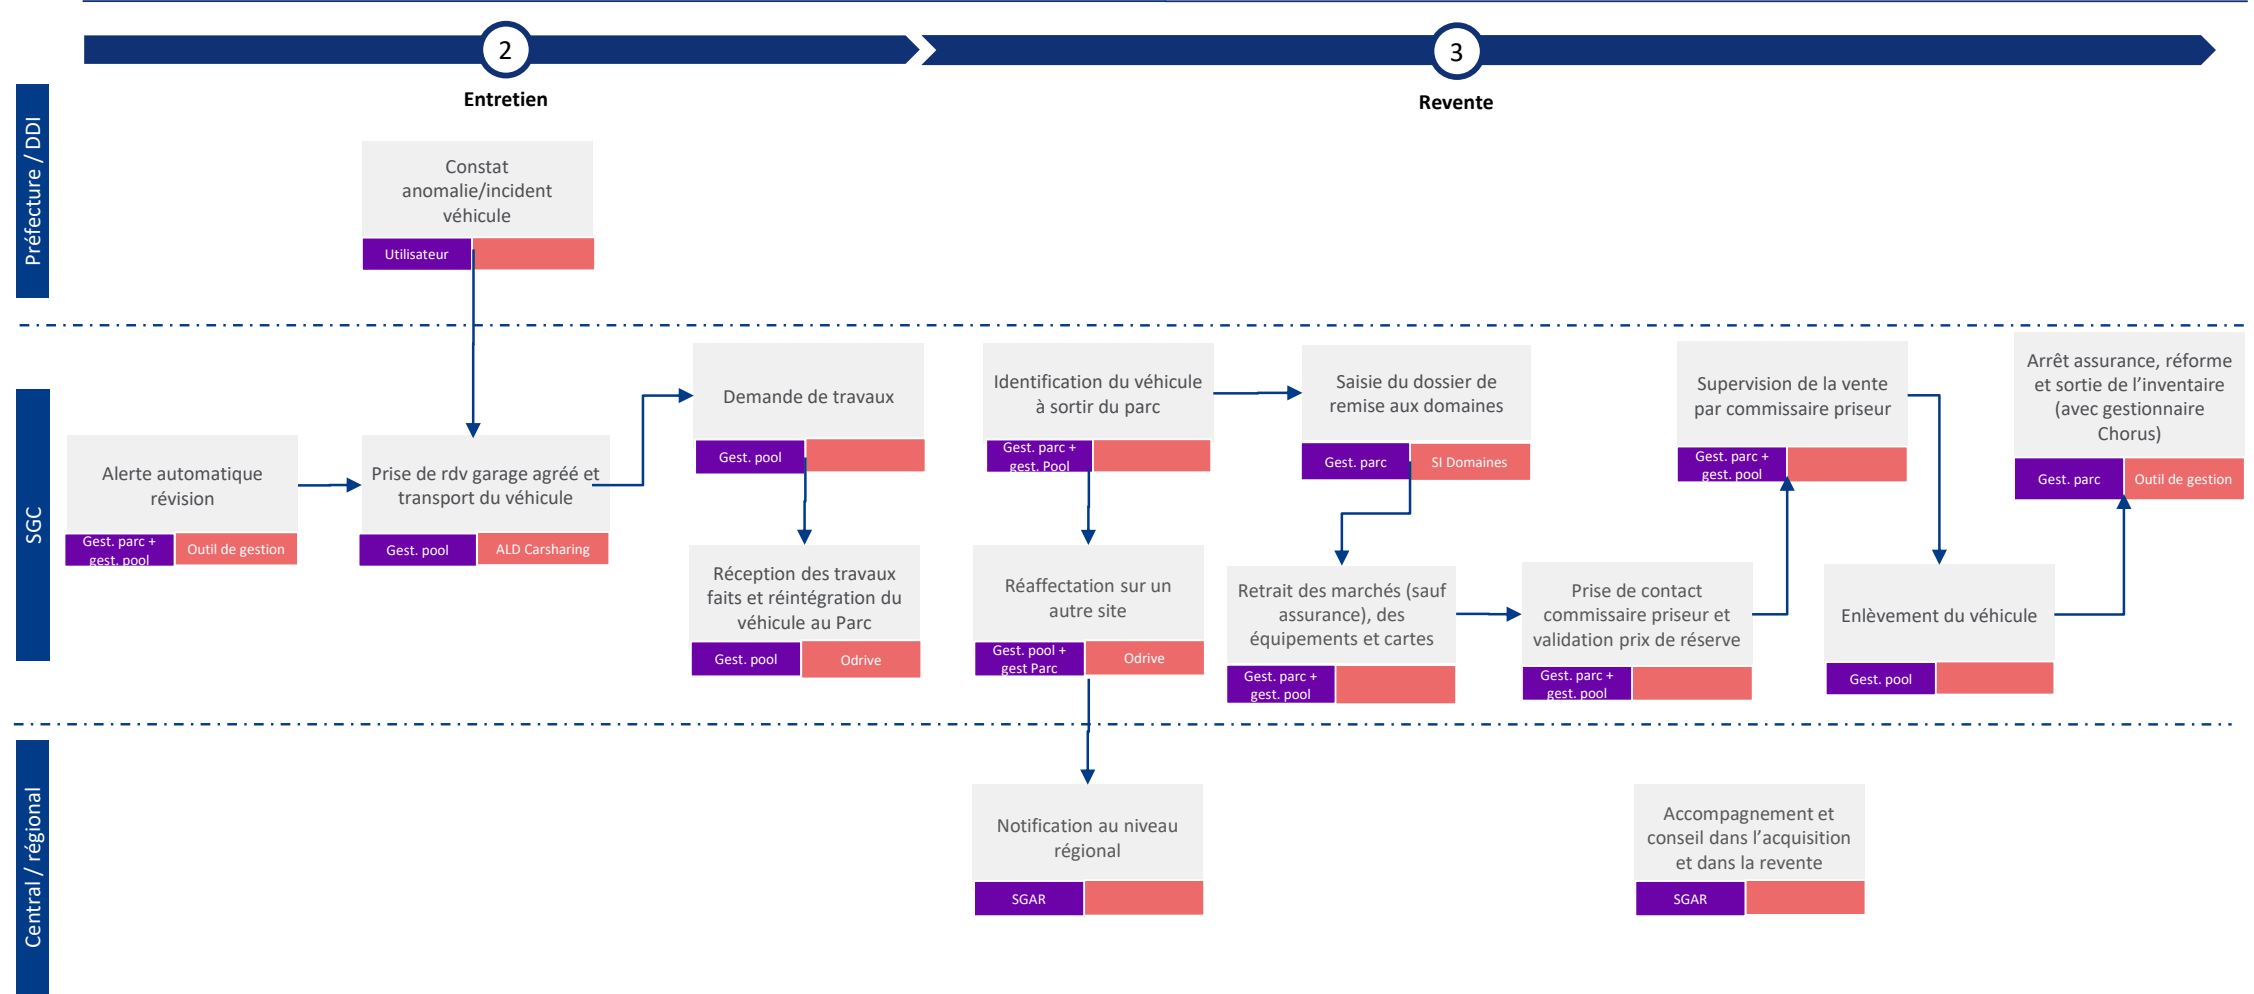 2
3
Entretien
Revente
Préfecture / DDI
Constat
anomalie/incident
véhicule
Utilisateur
SGC
Alerte automatique
révision
Gest. parc +
gest. pool
Outil de gestion
Prise de rdv garage agréé et
transport du véhicule
Gest. pool
ALD Carsharing
Demande de travaux
Gest. pool
Réception des travaux
faits et réintégration du
véhicule au Parc
Gest. pool
Odrive
Identification du véhicule
à sortir du parc
Gest. parc +
gest. Pool
Réaffectation sur un
autre site
Gest. pool +
gest Parc
Odrive
Saisie du dossier de
remise aux domaines
Gest. parc
SI Domaines
Retrait des marchés (sauf
assurance), des
équipements et cartes
Gest. parc +
gest. pool
Prise de contact
commissaire priseur et
validation prix de réserve
Gest. parc +
gest. pool
Supervision de la vente
par commissaire priseur
Gest. parc +
gest. pool
Enlèvement du véhicule
Gest. pool
Arrêt assurance, réforme
et sortie de l’inventaire
(avec gestionnaire
Chorus)
Gest. parc
Outil de gestion
Central / régional
Notification au niveau
régional
SGAR
Accompagnement et
conseil dans l’acquisition
et dans la revente
SGAR